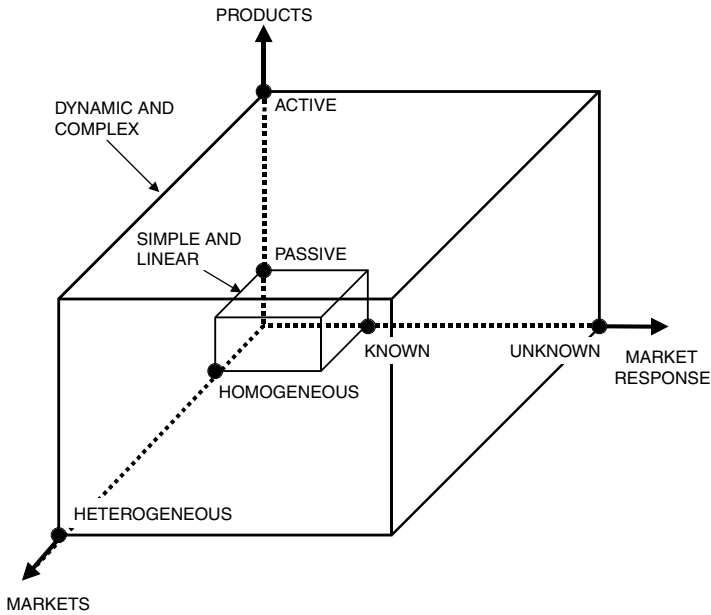 PRODUCTS
DYNAMIC AND
COMPLEX
ACTIVE
SIMPLE AND
LINEAR
PASSIVE
KNOWN
UNKNOWN
MARKET
RESPONSE
HOMOGENEOUS
HETEROGENEOUS
MARKETS